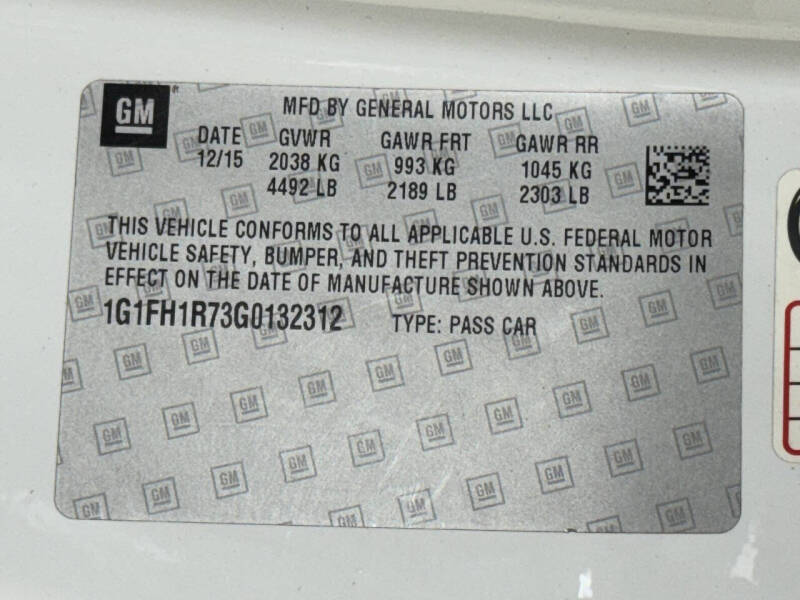 GM
MFD BY GENERAL MOTORS LLC
DATE GVWR GAWR FRT GAWR RR
12/15 2038 KG 993 KG 1045 KG
4492 LB 2189 LB 2303 LB
THIS VEHICLE CONFORMS TO ALL APPLICABLE U.S. FEDERAL MOTOR
VEHICLE SAFETY, BUMPER, AND THEFT PREVENTION STANDARDS IN
EFFECT ON THE DATE OF MANUFACTURE SHOWN ABOVE.
1G1FH1R73G0132312 TYPE: PASS CAR